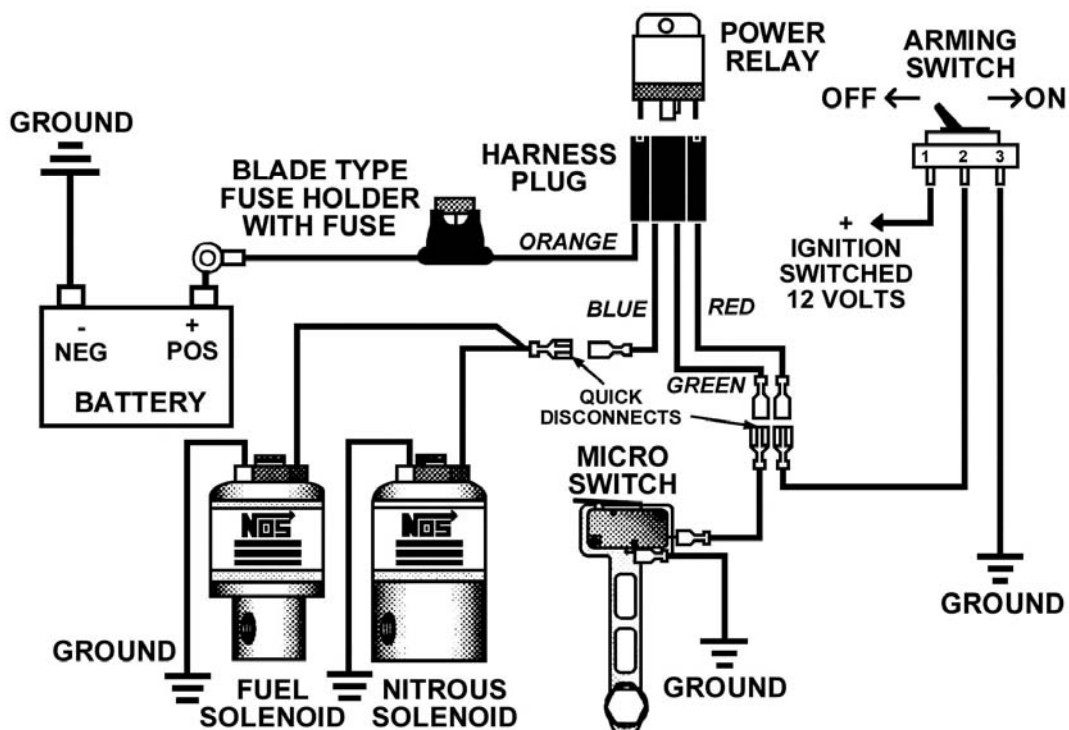 POWER
RELAY
ARMING
SWITCH
OFF
ON
1 2 3
GROUND
BLADE TYPE
FUSE HOLDER
WITH FUSE
HARNESS
PLUG
ORANGE
+
IGNITION
SWITCHED
12 VOLTS
BLUE
RED
-
NEG
+
POS
BATTERY
GREEN
QUICK
DISCONNECTS
MICRO
SWITCH
NOS
NOS
GROUND
GROUND
GROUND
FUEL
SOLENOID
NITROUS
SOLENOID